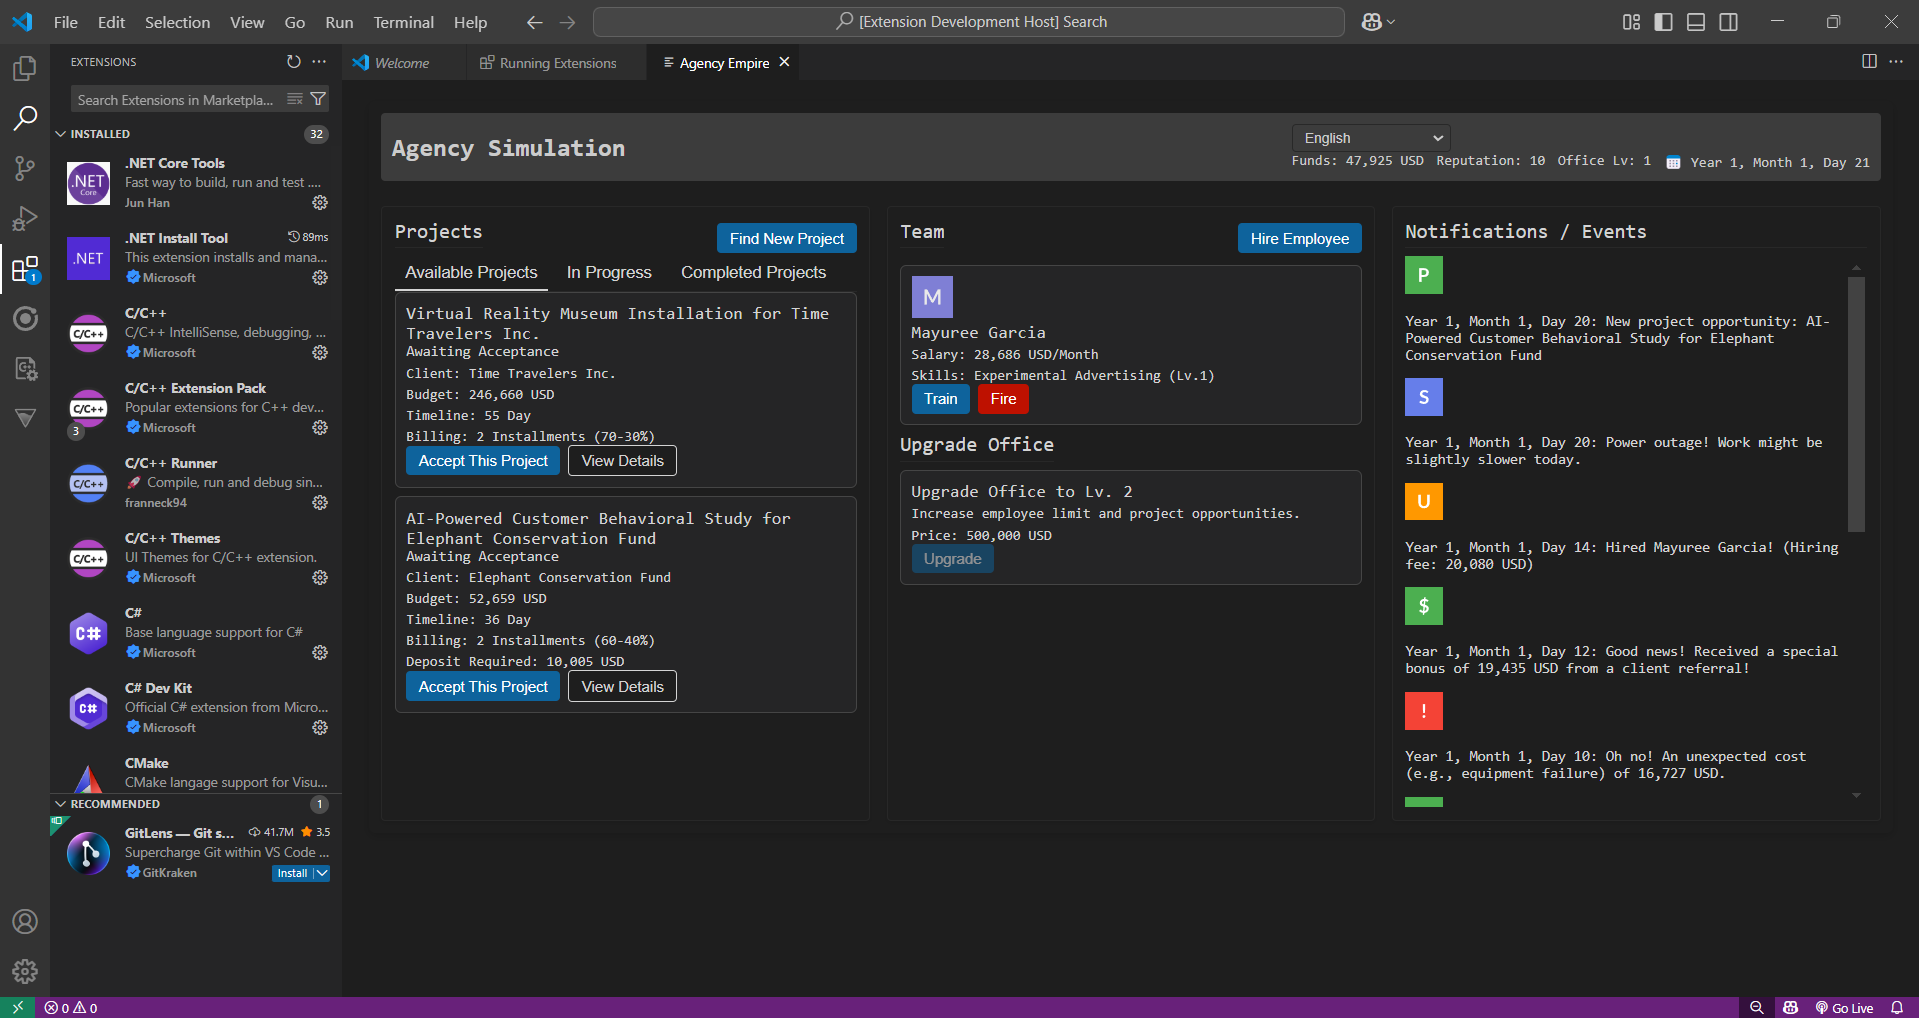 File Edit Selection View Go Run Terminal Help
[Extension Development Host] Search
EXTENSIONS
Search Extensions in Marketpla...
INSTALLED 32
.NET Core Tools
Fast way to build, run and test ....
Jun Han
.NET Install Tool 89ms
This extension installs and mana...
Microsoft
C/C++
C/C++ IntelliSense, debugging, ...
Microsoft
C/C++ Extension Pack
Popular extensions for C++ dev...
Microsoft
3
C/C++ Runner
🚀 Compile, run and debug sin...
franneck94
C/C++ Themes
UI Themes for C/C++ extension.
Microsoft
C#
Base language support for C#
Microsoft
C# Dev Kit
Official C# extension from Micro...
Microsoft
CMake
CMake langage support for Visu...
RECOMMENDED 1
GitLens — Git s... 41.7M 3.5
Supercharge Git within VS Code ...
GitKraken
Install
.NET
Core
.NET
C/C++
C/C++
C/C++
C/C++
C#
C#
1
Welcome
Running Extensions
Agency Empire
Agency Simulation
English
Funds: 47,925 USD Reputation: 10 Office Lv: 1 Year 1, Month 1, Day 21
Projects
Find New Project
Available Projects In Progress Completed Projects
Virtual Reality Museum Installation for Time
Travelers Inc.
Awaiting Acceptance
Client: Time Travelers Inc.
Budget: 246,660 USD
Timeline: 55 Day
Billing: 2 Installments (70-30%)
Accept This Project View Details
AI-Powered Customer Behavioral Study for
Elephant Conservation Fund
Awaiting Acceptance
Client: Elephant Conservation Fund
Budget: 52,659 USD
Timeline: 36 Day
Billing: 2 Installments (60-40%)
Deposit Required: 10,005 USD
Accept This Project View Details
Team
Hire Employee
M
Mayuree Garcia
Salary: 28,686 USD/Month
Skills: Experimental Advertising (Lv.1)
Train Fire
Upgrade Office
Upgrade Office to Lv. 2
Increase employee limit and project opportunities.
Price: 500,000 USD
Upgrade
Notifications / Events
P
Year 1, Month 1, Day 20: New project opportunity: AI-
Powered Customer Behavioral Study for Elephant
Conservation Fund
S
Year 1, Month 1, Day 20: Power outage! Work might be
slightly slower today.
U
Year 1, Month 1, Day 14: Hired Mayuree Garcia! (Hiring
fee: 20,080 USD)
$
Year 1, Month 1, Day 12: Good news! Received a special
bonus of 19,435 USD from a client referral!
!
Year 1, Month 1, Day 10: Oh no! An unexpected cost
(e.g., equipment failure) of 16,727 USD.
0 0
Go Live